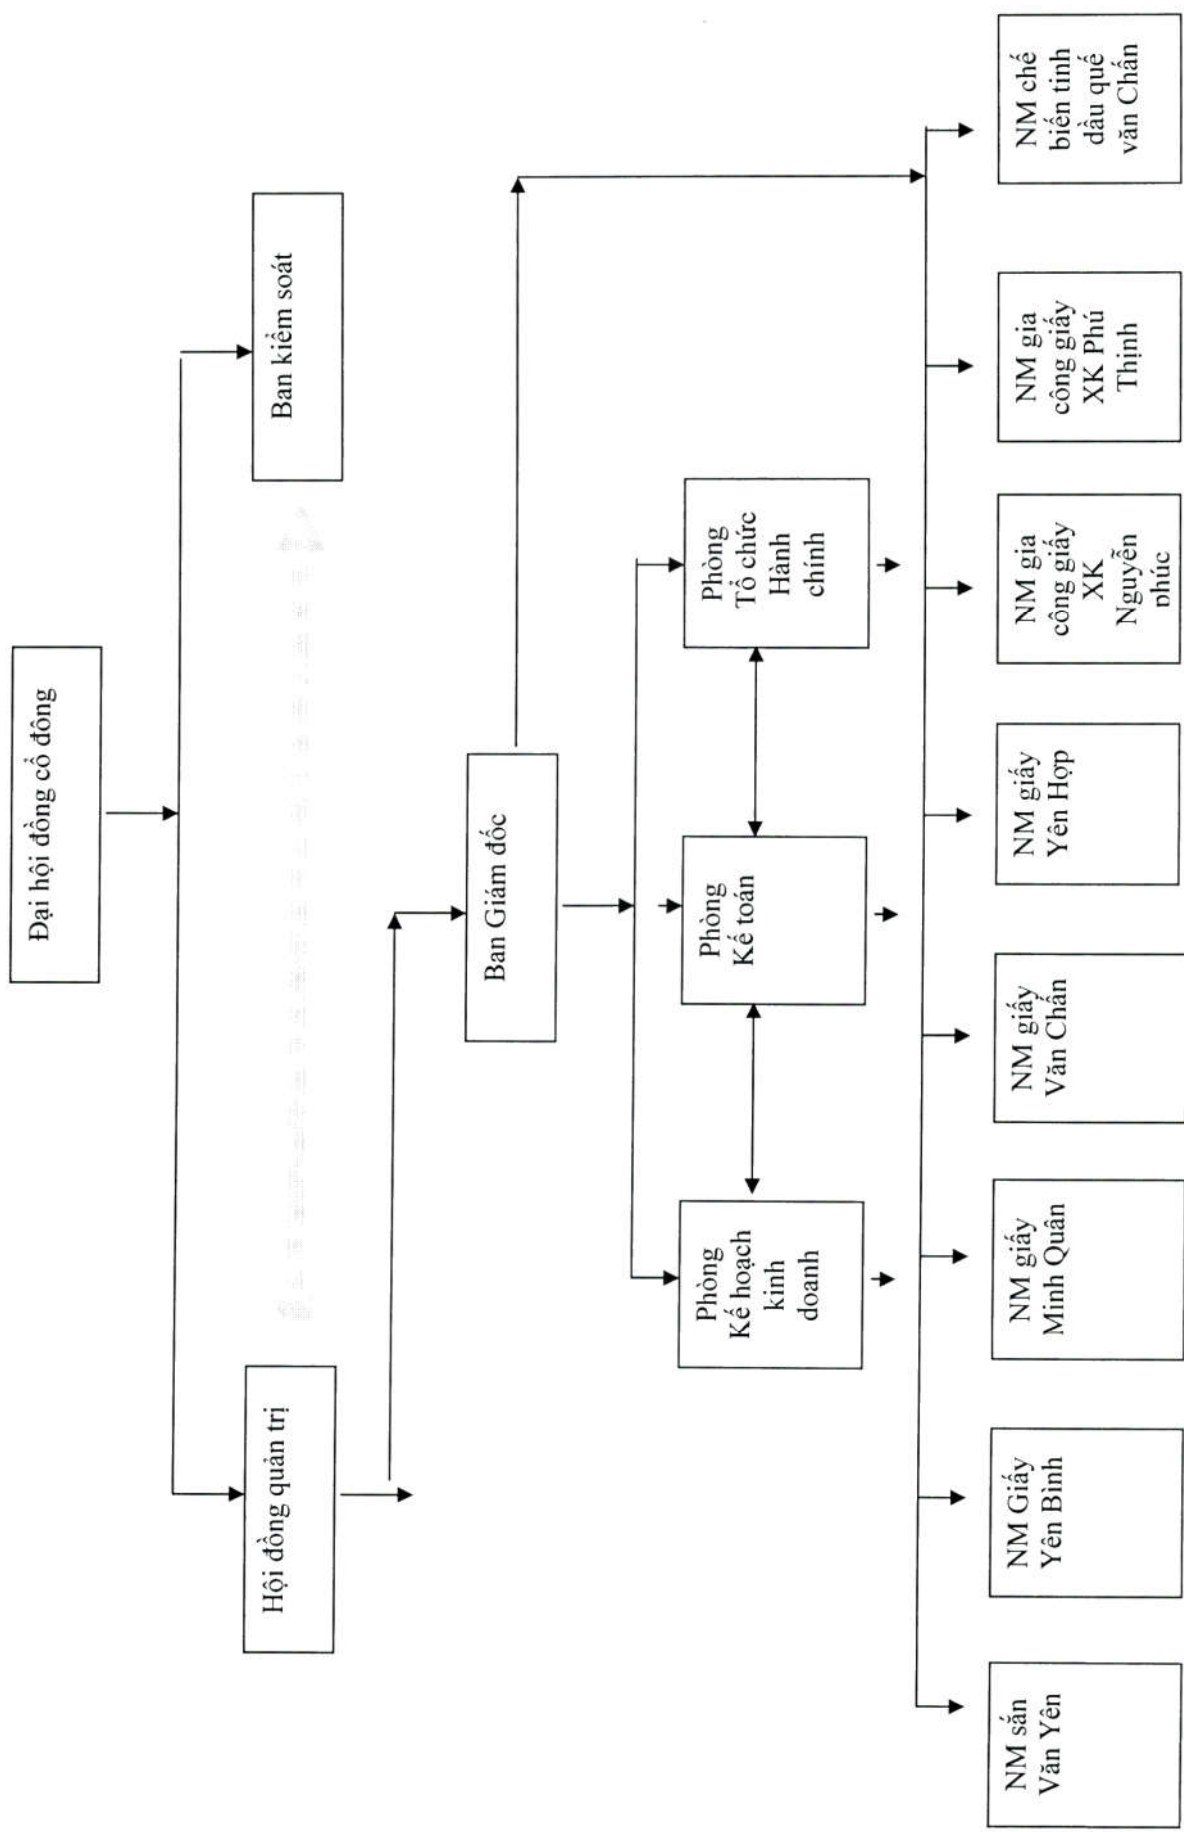 Đại hội đồng cổ đông
Hội đồng quản trị
Ban kiểm soát
Ban Giám đốc
Phòng
Kế hoạch
kinh
doanh
Phòng
Kế toán
Phòng
Tổ chức
Hành
chính
NM sắn
Văn Yên
NM Giấy
Yên Bình
NM giấy
Minh Quân
NM giấy
Văn Chấn
NM giấy
Yên Hợp
NM gia
công giấy
XK
Nguyễn
phúc
NM gia
công giấy
XK Phú
Thịnh
NM chế
biến tinh
dầu quế
văn Chấn